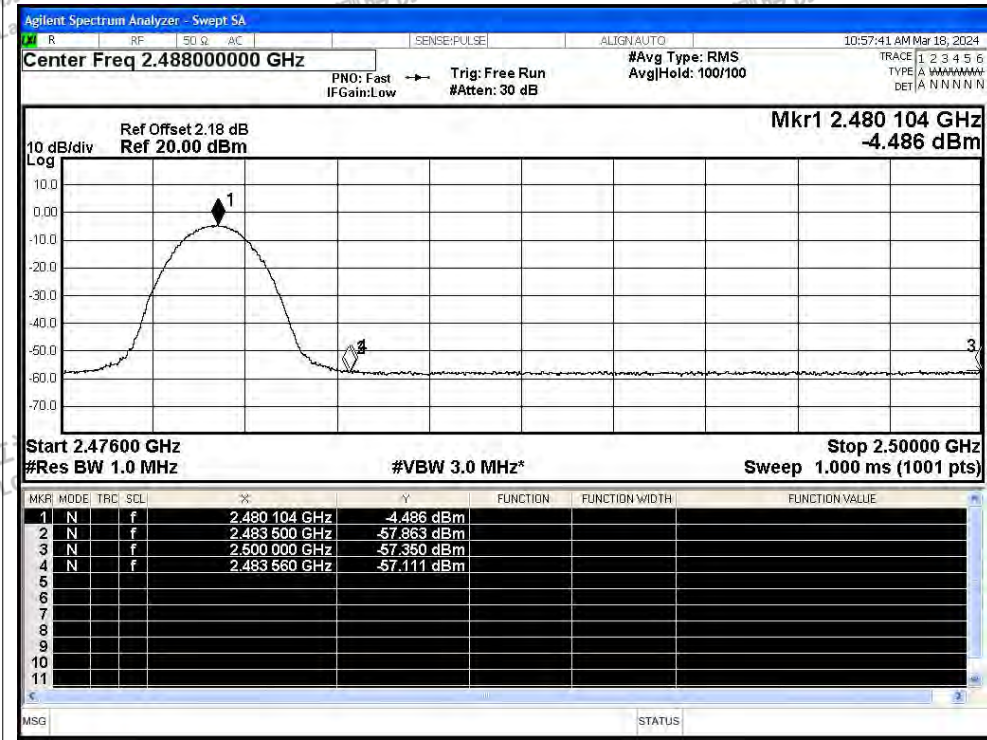 Agilent Spectrum Analyzer - Swept SA
R RF 50 Ω AC SENSE:PULSE ALIGN AUTO 10:57:41 AM Mar 18, 2024
Center Freq 2.488000000 GHz #Avg Type: RMS TRACE 1 2 3 4 5 6
PNO: Fast Trig: Free Run Avg|Hold: 100/100 TYPE A WWWWW
IFGain:Low #Atten: 30 dB DET A N N N N N
Mkr1 2.480 104 GHz
-4.486 dBm
Ref Offset 2.18 dB
10 dB/div Ref 20.00 dBm
Log
10.0
0.00
-10.0
-20.0
-30.0
-40.0
-50.0
-60.0
-70.0
1
4
3
Start 2.47600 GHz Stop 2.50000 GHz
#Res BW 1.0 MHz #VBW 3.0 MHz* Sweep 1.000 ms (1001 pts)
MKR MODE TRC SCL X Y FUNCTION FUNCTION WIDTH FUNCTION VALUE
1 N f 2.480 104 GHz -4.486 dBm
2 N f 2.483 500 GHz -57.863 dBm
3 N f 2.500 000 GHz -57.350 dBm
4 N f 2.483 560 GHz -57.111 dBm
5
6
7
8
9
10
11
MSG STATUS